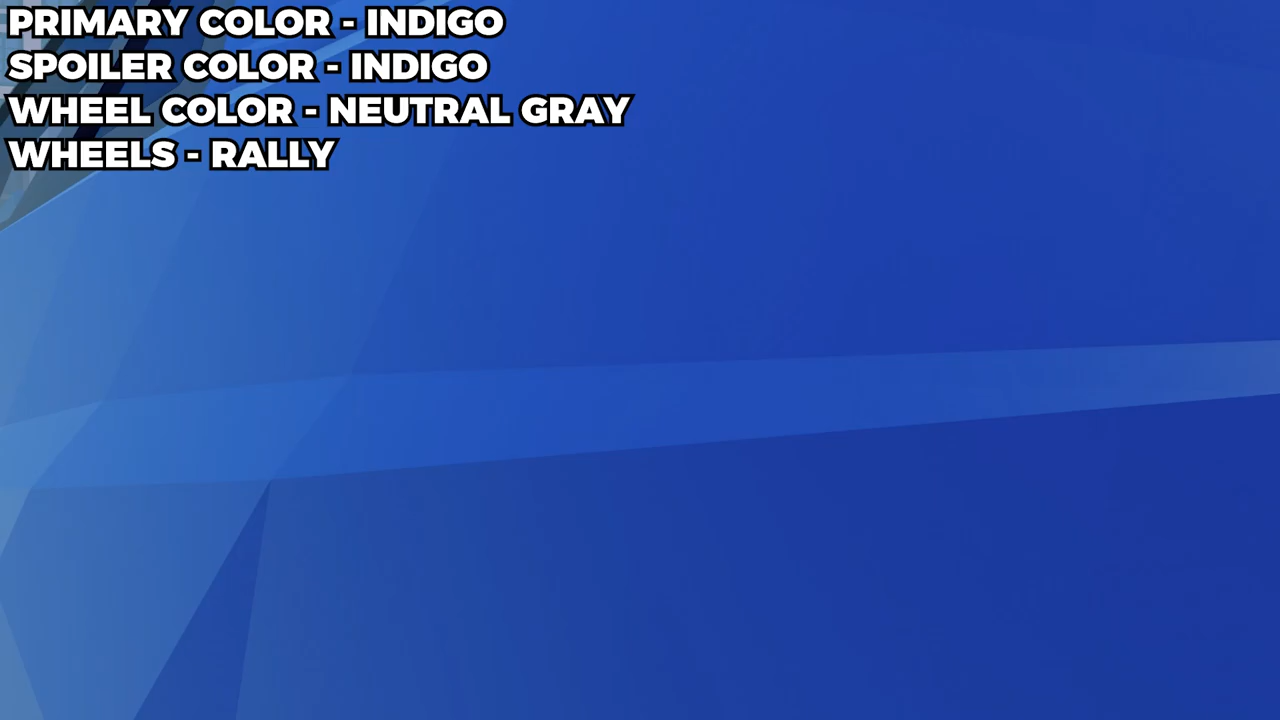 PRIMARY COLOR - INDIGO
SPOILER COLOR - INDIGO
WHEEL COLOR - NEUTRAL GRAY
WHEELS - RALLY